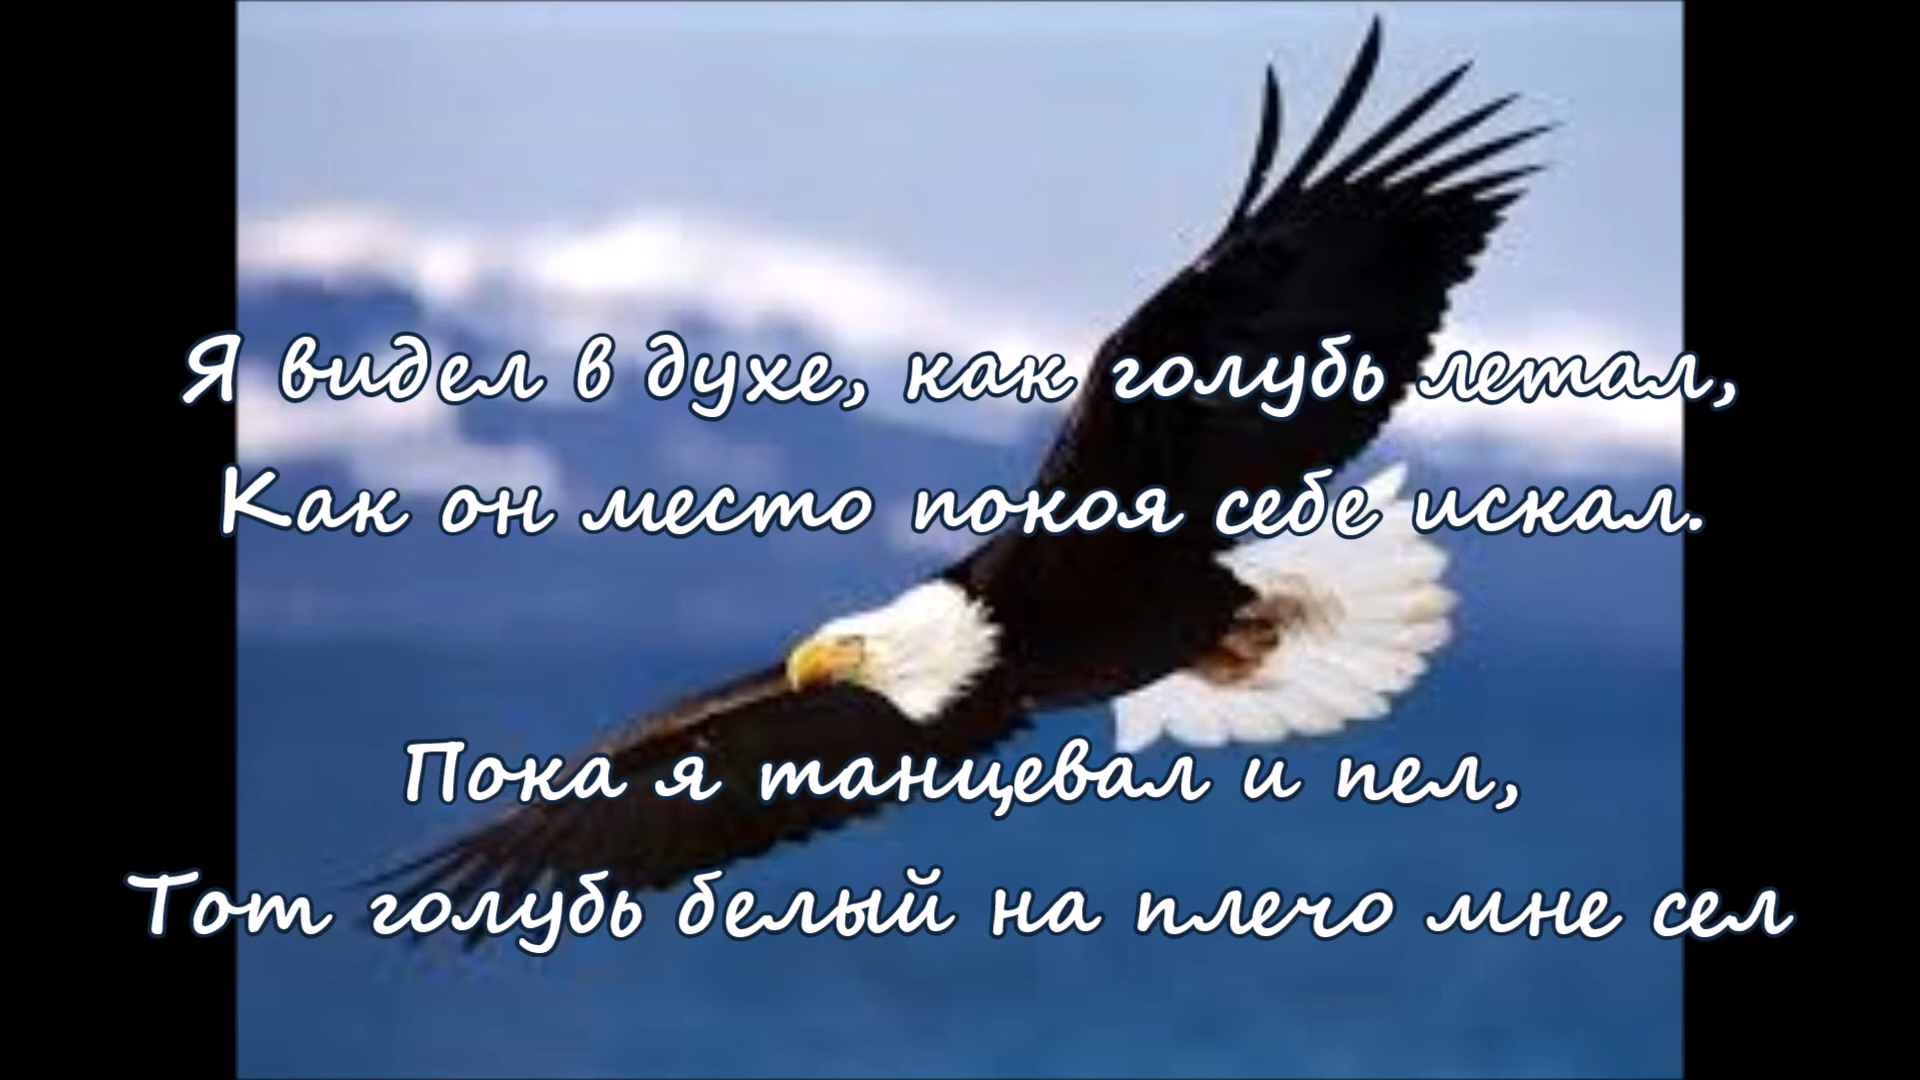 Я видел в духе, как голубь летал,
Как он место покоя себе искал.
Пока я танцевал и пел,
Тот голубь белый на плечо мне сел